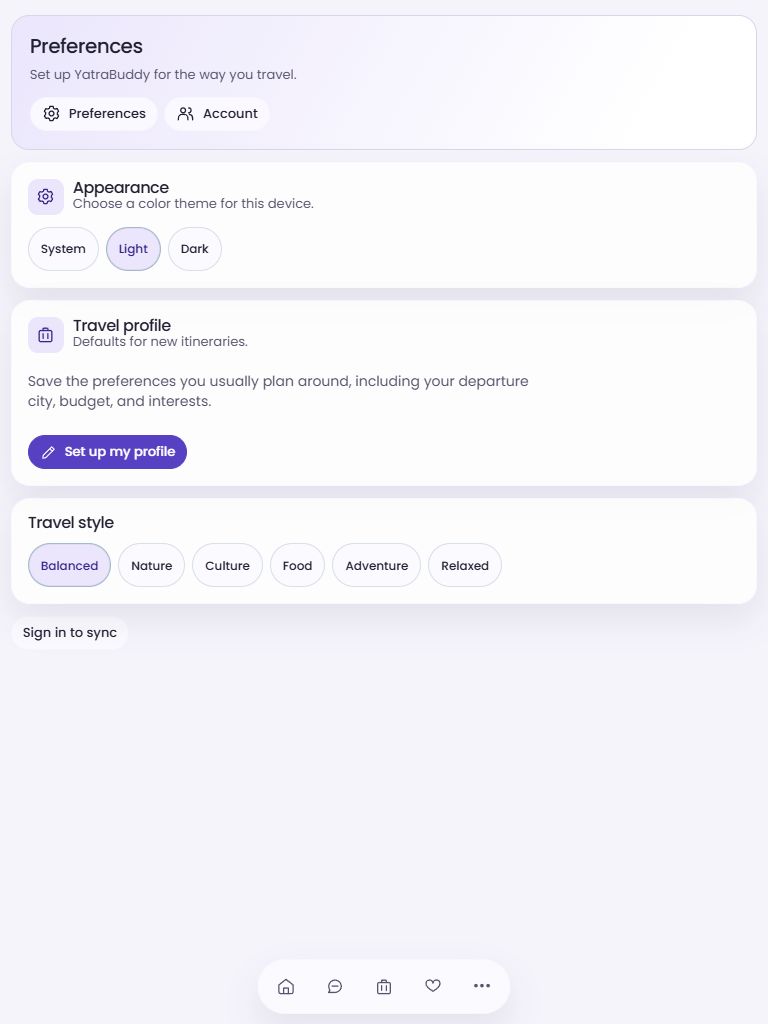 Preferences
Set up YatraBuddy for the way you travel.
Preferences
Account
Appearance
Choose a color theme for this device.
System
Light
Dark
Travel profile
Defaults for new itineraries.
Save the preferences you usually plan around, including your departure
city, budget, and interests.
Set up my profile
Travel style
Balanced
Nature
Culture
Food
Adventure
Relaxed
Sign in to sync